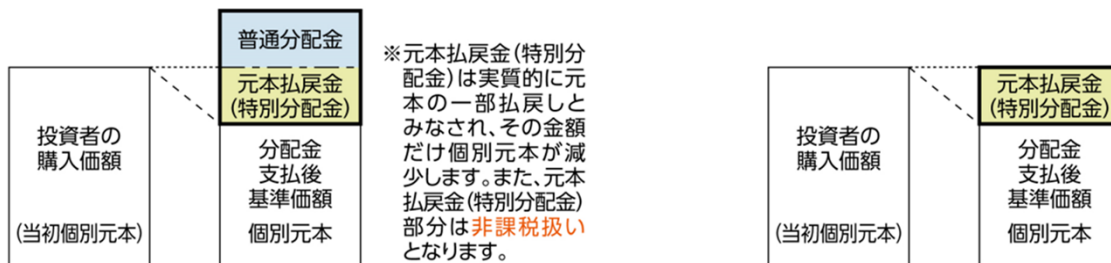 普通分配金
元本払戻金
(特別分配金)
投資者の
購入価額
(当初個別元本)
分配金
支払後
基準価額
個別元本
※元本払戻金(特別分
配金)は実質的に元
本の一部払戻しと
みなされ、その金額
だけ個別元本が減
少します。また、元本
払戻金(特別分配金)
部分は非課税扱い
となります。
元本払戻金
(特別分配金)
投資者の
購入価額
(当初個別元本)
分配金
支払後
基準価額
個別元本